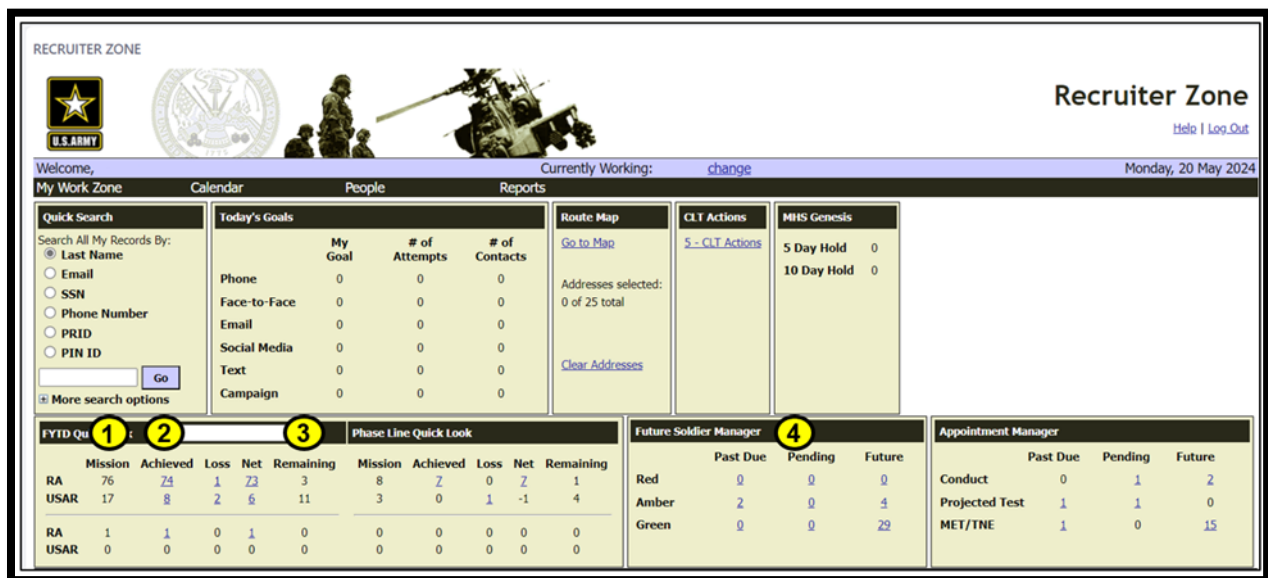 RECRUITER ZONE
U.S.ARMY
Recruiter Zone
Help | Log Out
Welcome, Currently Working: change Monday, 20 May 2024
My Work Zone Calendar People Reports
Quick Search
Search All My Records By:
Last Name
Email
SSN
Phone Number
PRID
PIN ID
Go
More search options
Today's Goals
My Goal # of Attempts # of Contacts
Phone 0 0 0
Face-to-Face 0 0 0
Email 0 0 0
Social Media 0 0 0
Text 0 0 0
Campaign 0 0 0
Route Map
Go to Map
Addresses selected:
0 of 25 total
Clear Addresses
CLT Actions
5 - CLT Actions
MHS Genesis
5 Day Hold 0
10 Day Hold 0
FYTD Qu 1 2 3
Mission Achieved Loss Net Remaining
RA 76 74 1 73 3
USAR 17 8 2 6 11
RA 1 1 0 1 0
USAR 0 0 0 0 0
Phase Line Quick Look
Mission Achieved Loss Net Remaining
8 7 0 7 1
3 0 1 -1 4
0 0 0 0 0
0 0 0 0 0
Future Soldier Manager 4
Past Due Pending Future
Red 0 0 0
Amber 2 0 4
Green 0 0 29
Appointment Manager
Past Due Pending Future
Conduct 0 1 2
Projected Test 1 1 0
MET/TNE 1 0 15